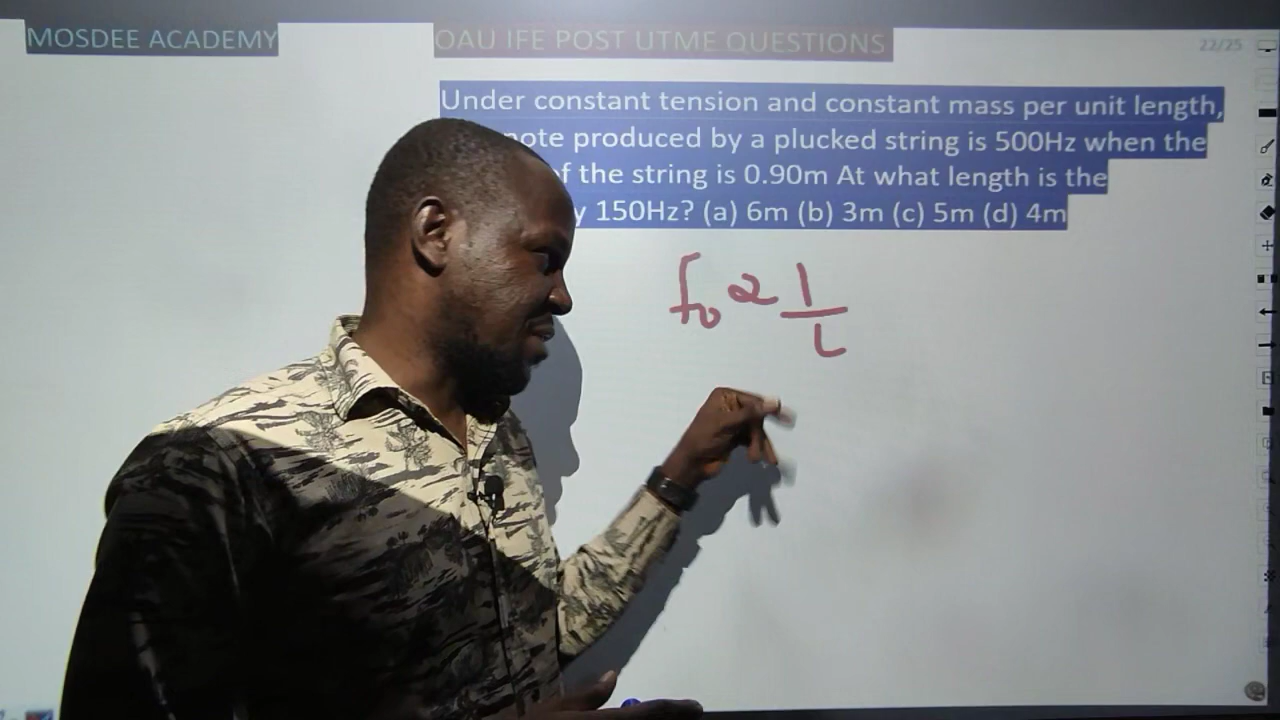 MOSDEE ACADEMY
OAU IFE POST UTME QUESTIONS
22/25
Under constant tension and constant mass per unit length,
note produced by a plucked string is 500Hz when the
of the string is 0.90m At what length is the
y 150Hz? (a) 6m (b) 3m (c) 5m (d) 4m
f₀ ∝ 1/L